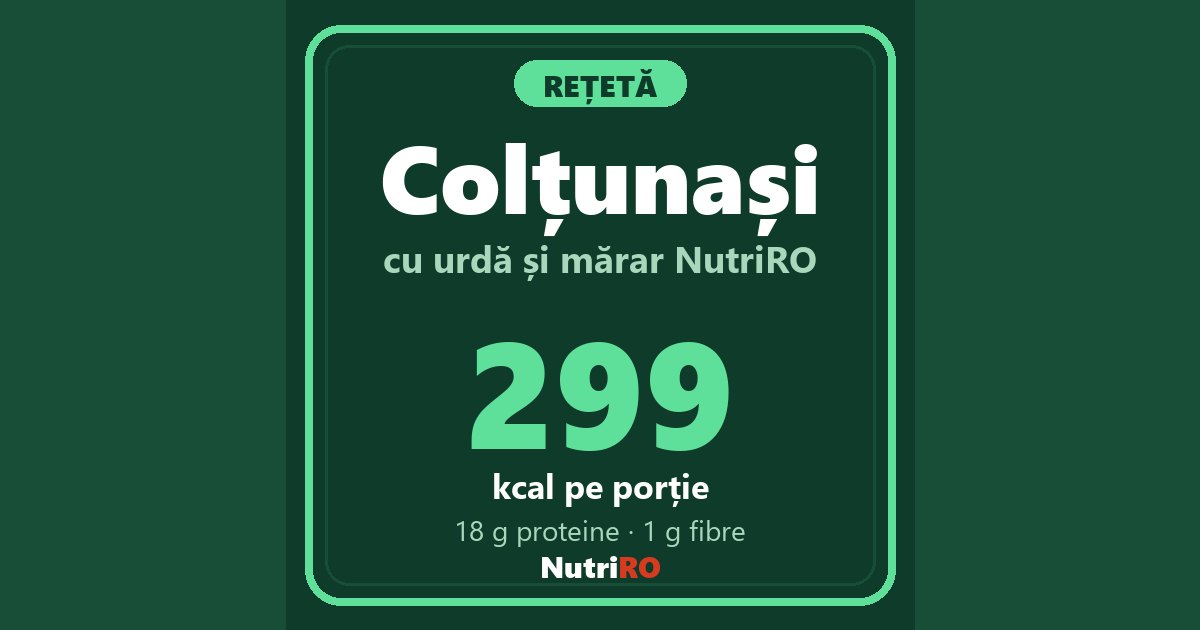 REȚETĂ
Colțunași
cu urdă și mărar NutriRO
299
kcal pe porție
18 g proteine · 1 g fibre
NutriRO